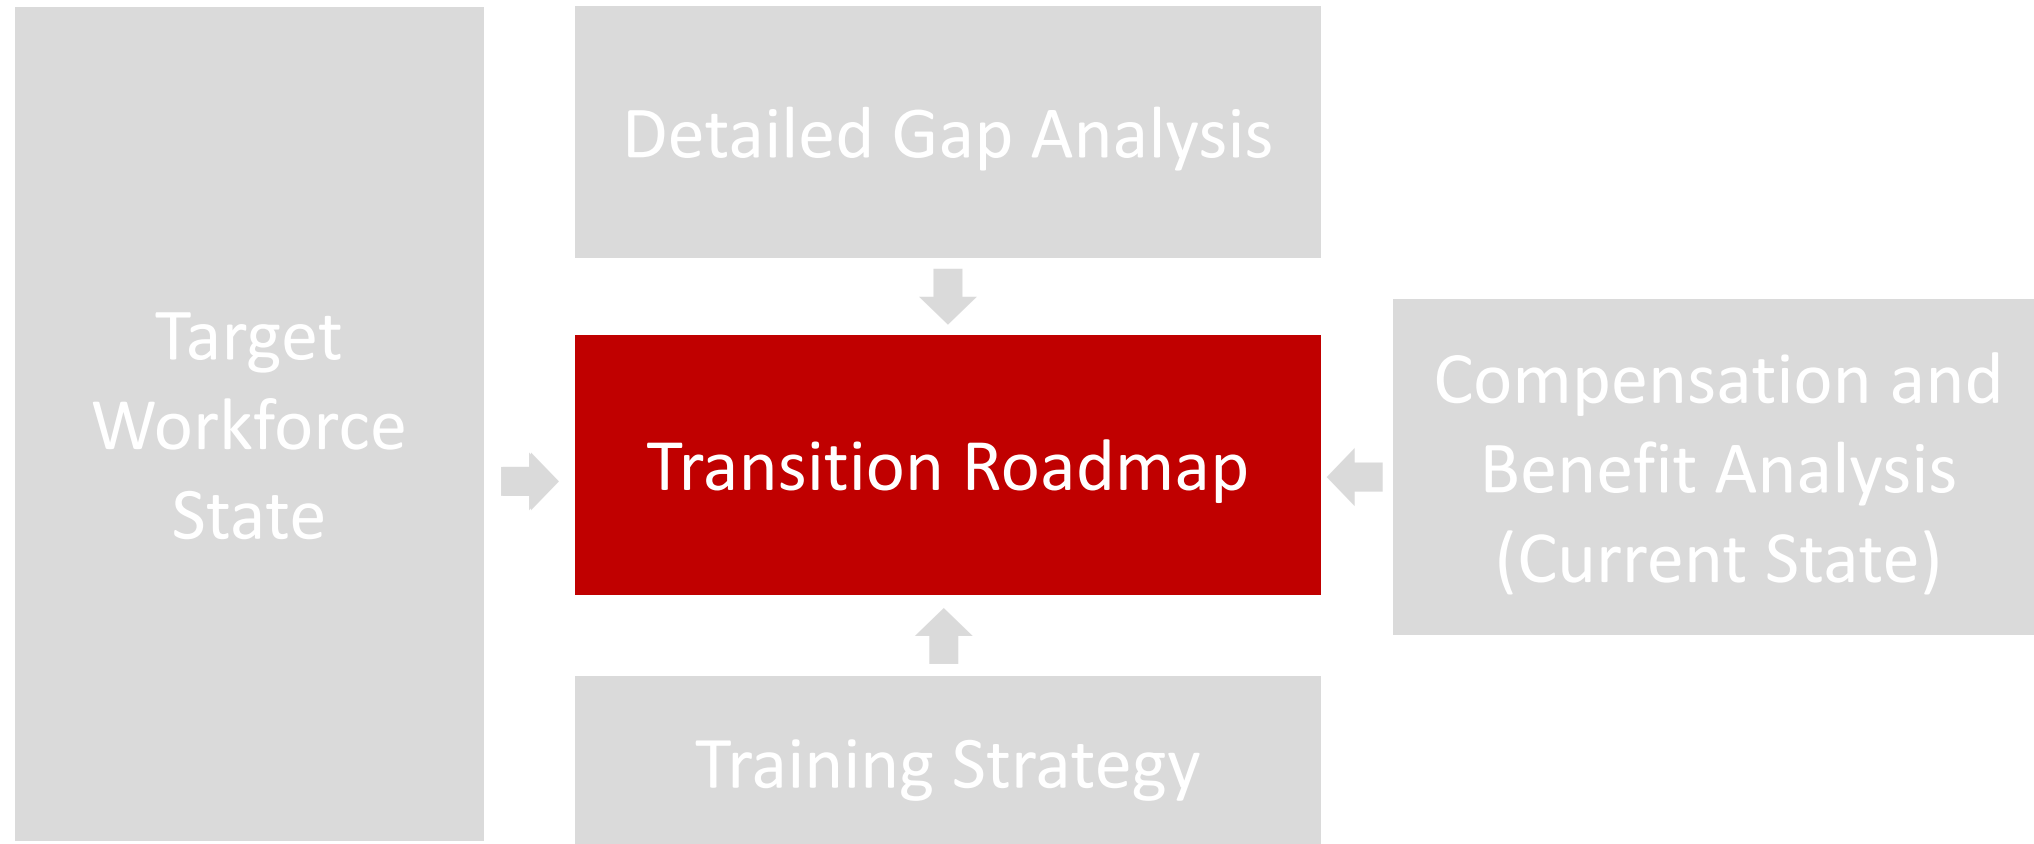 Target
Workforce
State
Detailed Gap Analysis
Transition Roadmap
Training Strategy
Compensation and
Benefit Analysis
(Current State)